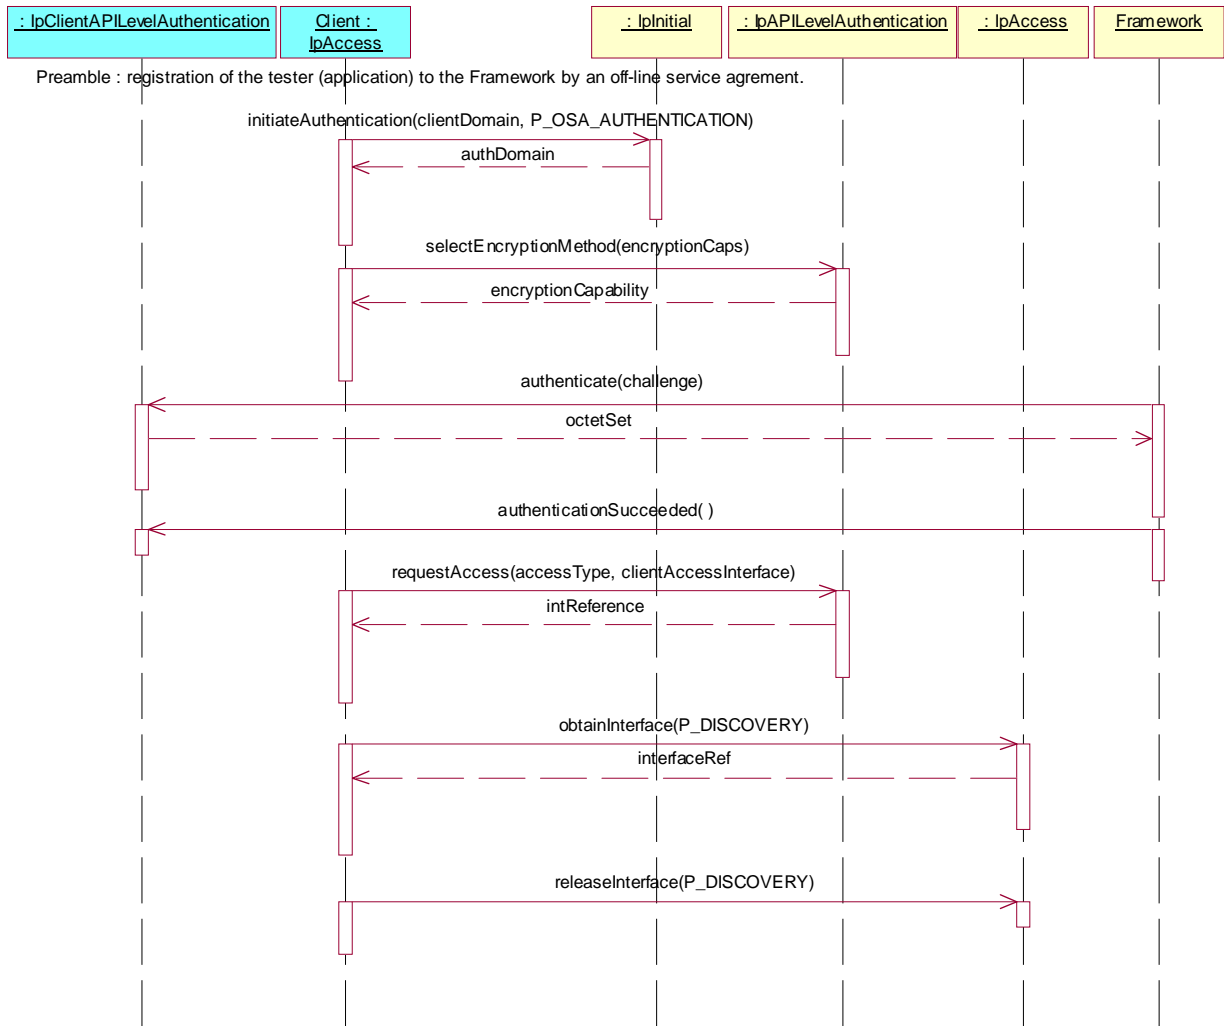 : IpClientAPILevelAuthentication
Client :
IpAccess
: IpInitial
: IpAPILevelAuthentication
: IpAccess
Framework
Preamble : registration of the tester (application) to the Framework by an off-line service agrement.
initiateAuthentication(clientDomain, P_OSA_AUTHENTICATION)
authDomain
selectEncryptionMethod(encryptionCaps)
encryptionCapability
authenticate(challenge)
octetSet
authenticationSucceeded( )
requestAccess(accessType, clientAccessInterface)
intReference
obtainInterface(P_DISCOVERY)
interfaceRef
releaseInterface(P_DISCOVERY)